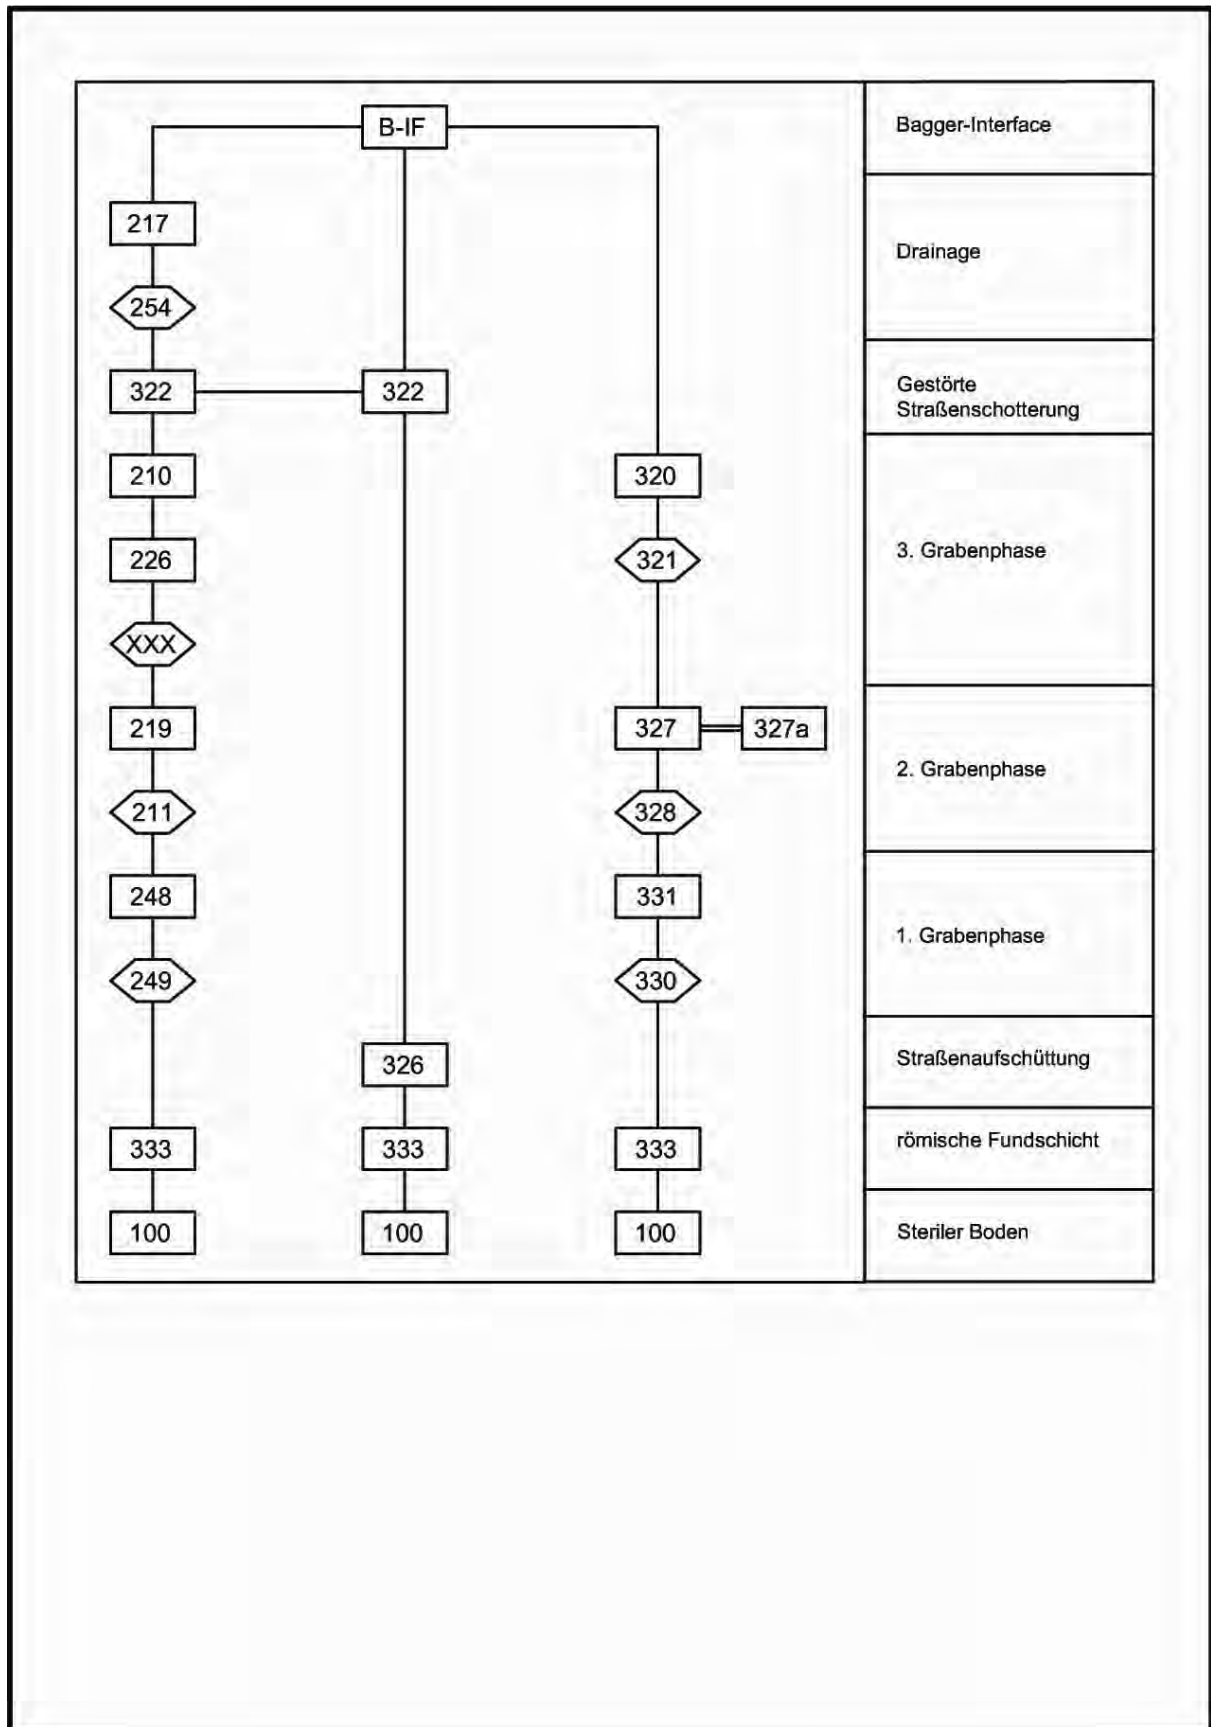 B-IF
Bagger-Interface
217
Drainage
254
322
322
Gestörte
Straßenschotterung
210
320
226
321
3. Grabenphase
XXX
219
327
327a
2. Grabenphase
211
328
248
331
1. Grabenphase
249
330
326
Straßenaufschüttung
333
333
333
römische Fundschicht
100
100
100
Steriler Boden